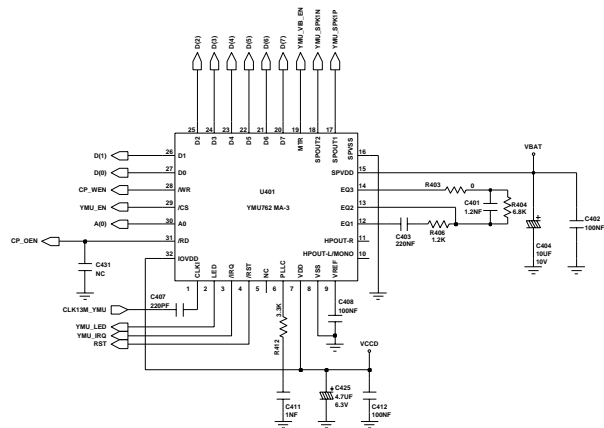 D(2)
D(3)
D(4)
D(5)
D(6)
D(7)
YMU_VIB_EN
YMU_SPK1N
YMU_SPK1P
25
24
23
22
21
20
19
18
17
D2
D3
D4
D5
D6
D7
MTR
SPOUT2
SPOUT1
SPVSS
16
D(1)
26
D1
SPVDD
15
VBAT
D(0)
27
D0
CP_WEN
28
/WR
U401
EQ3
14
R403
0
YMU_EN
29
/CS
YMU762 MA-3
EQ2
13
C401
1.2NF
R404
6.8K
A(0)
30
A0
EQ1
12
C403
220NF
R406
1.2K
C404
10UF
10V
C402
100NF
CP_OEN
31
/RD
HPOUT-R
11
32
IOVDD
HPOUT-L/MONO
10
C431
NC
CLKI
LED
/IRQ
/RST
NC
PLLC
VDD
VSS
VREF
1
2
3
4
5
6
7
8
9
CLK13M_YMU
C407
220PF
C408
100NF
YMU_LED
YMU_IRQ
RST
3.3K
R412
VCCD
C411
1NF
C425
4.7UF
6.3V
C412
100NF